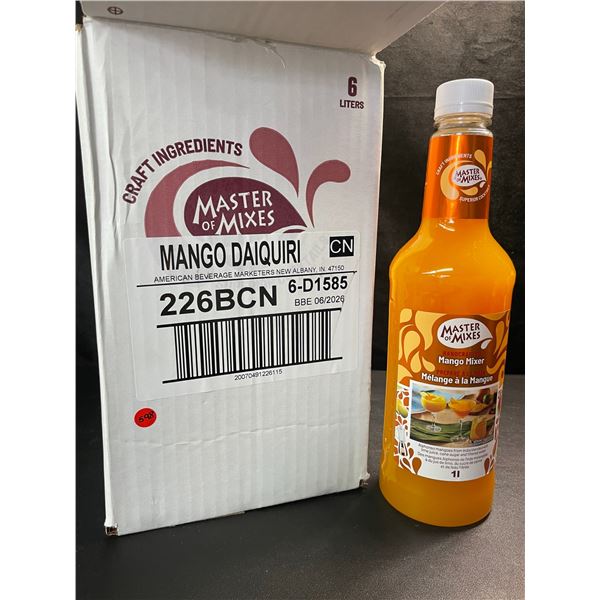 6
LITERS
CRAFT INGREDIENTS
MASTER
OF MIXES
MANGO DAIQUIRI CN
AMERICAN BEVERAGE MARKETERS NEW ALBANY, IN. 47150
226BCN 6-D1585
BBE 06/2026
20070491226115
CRAFT INGREDIENTS
MASTER
OF MIXES
SUPERIOR
MASTER
OF MIXES
Mango Mixer
Mélange à la Mangue
1l